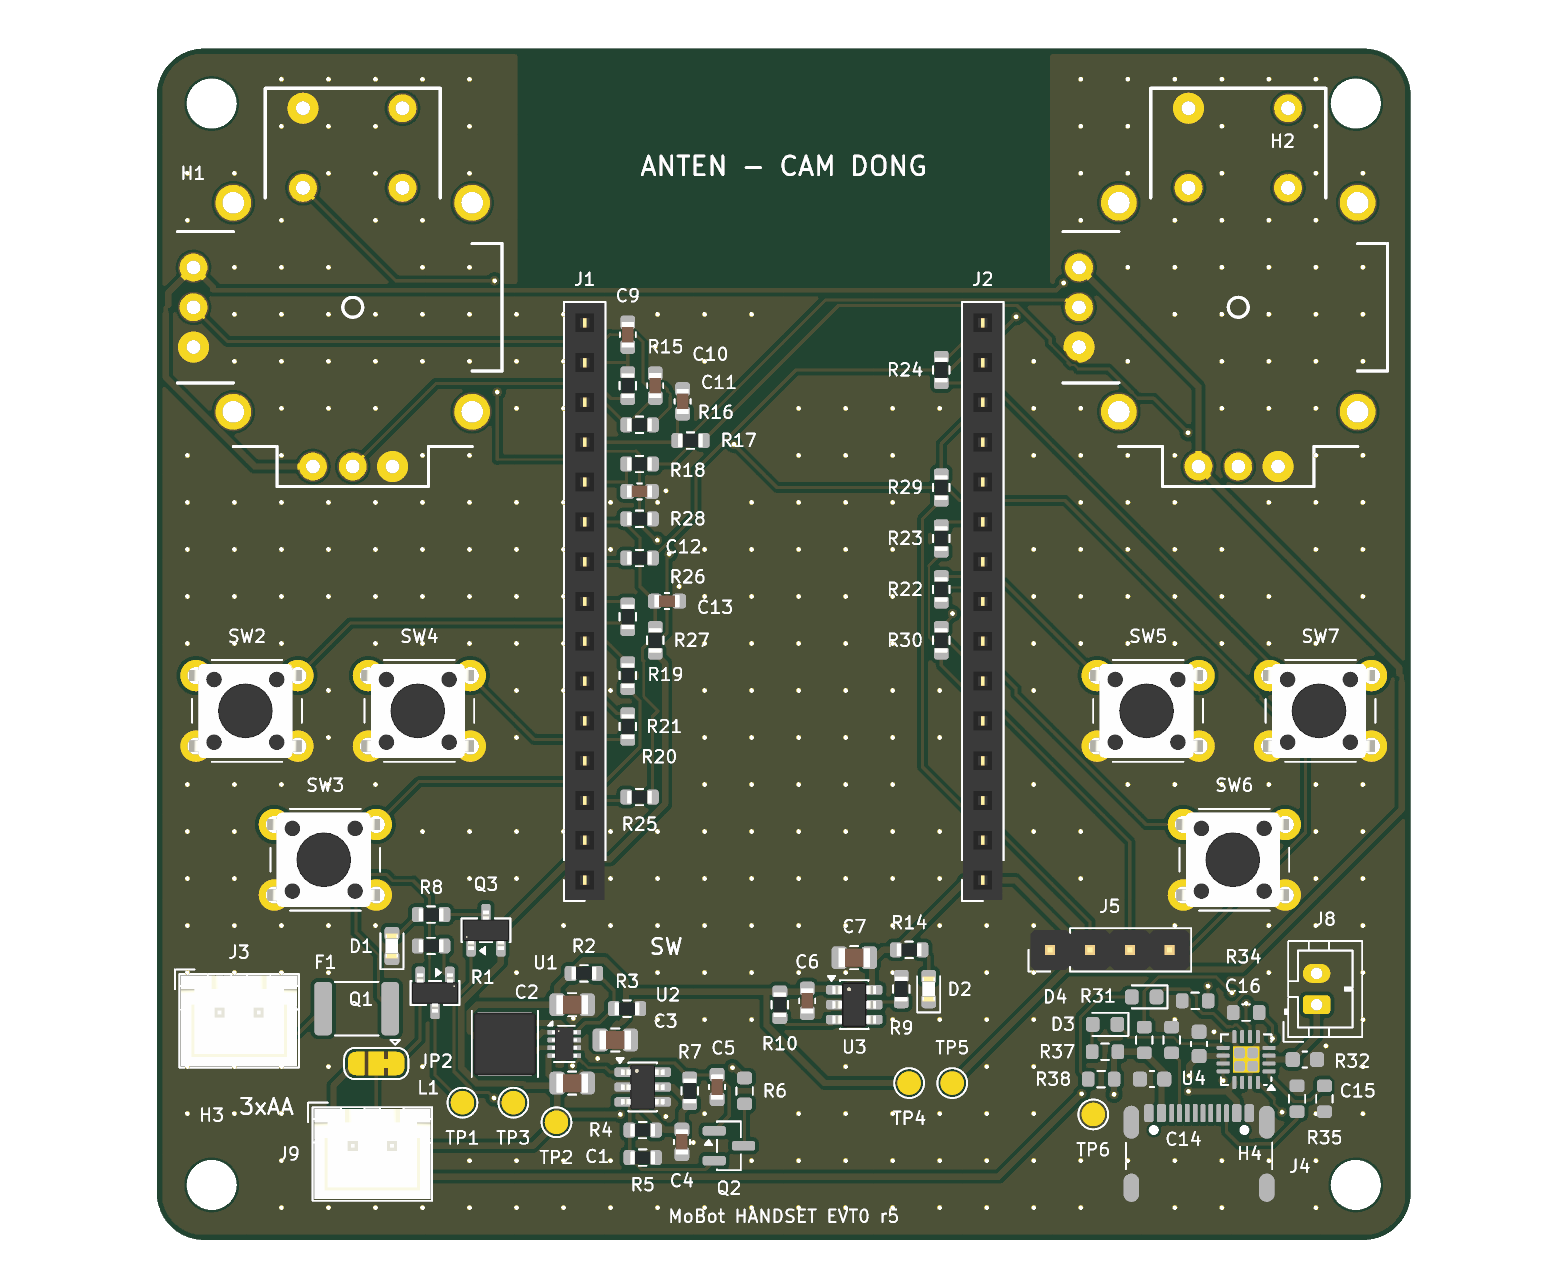 ANTEN - CAM DONG
H1
H2
J1
J2
C9
R15
C10
R24
C11
R16
R17
R18
R29
R28
R23
C12
R26
R22
C13
R27
R30
SW2
SW4
SW5
SW7
R19
R21
R20
SW3
SW6
R25
R8
Q3
J5
J8
C7
R14
D1
SW
J3
F1
U1
R2
R34
R1
C6
R3
Q1
C2
U2
D2
D4
R31
C16
C3
R9
D3
R10
U3
TP5
R37
JP2
R32
R7
C5
R38
U4
L1
R6
C15
3xAA
H3
TP4
TP1
TP3
R4
R35
C14
J9
TP2
C1
TP6
H4
J4
R5
C4
Q2
MoBot HANDSET EVT0 r5